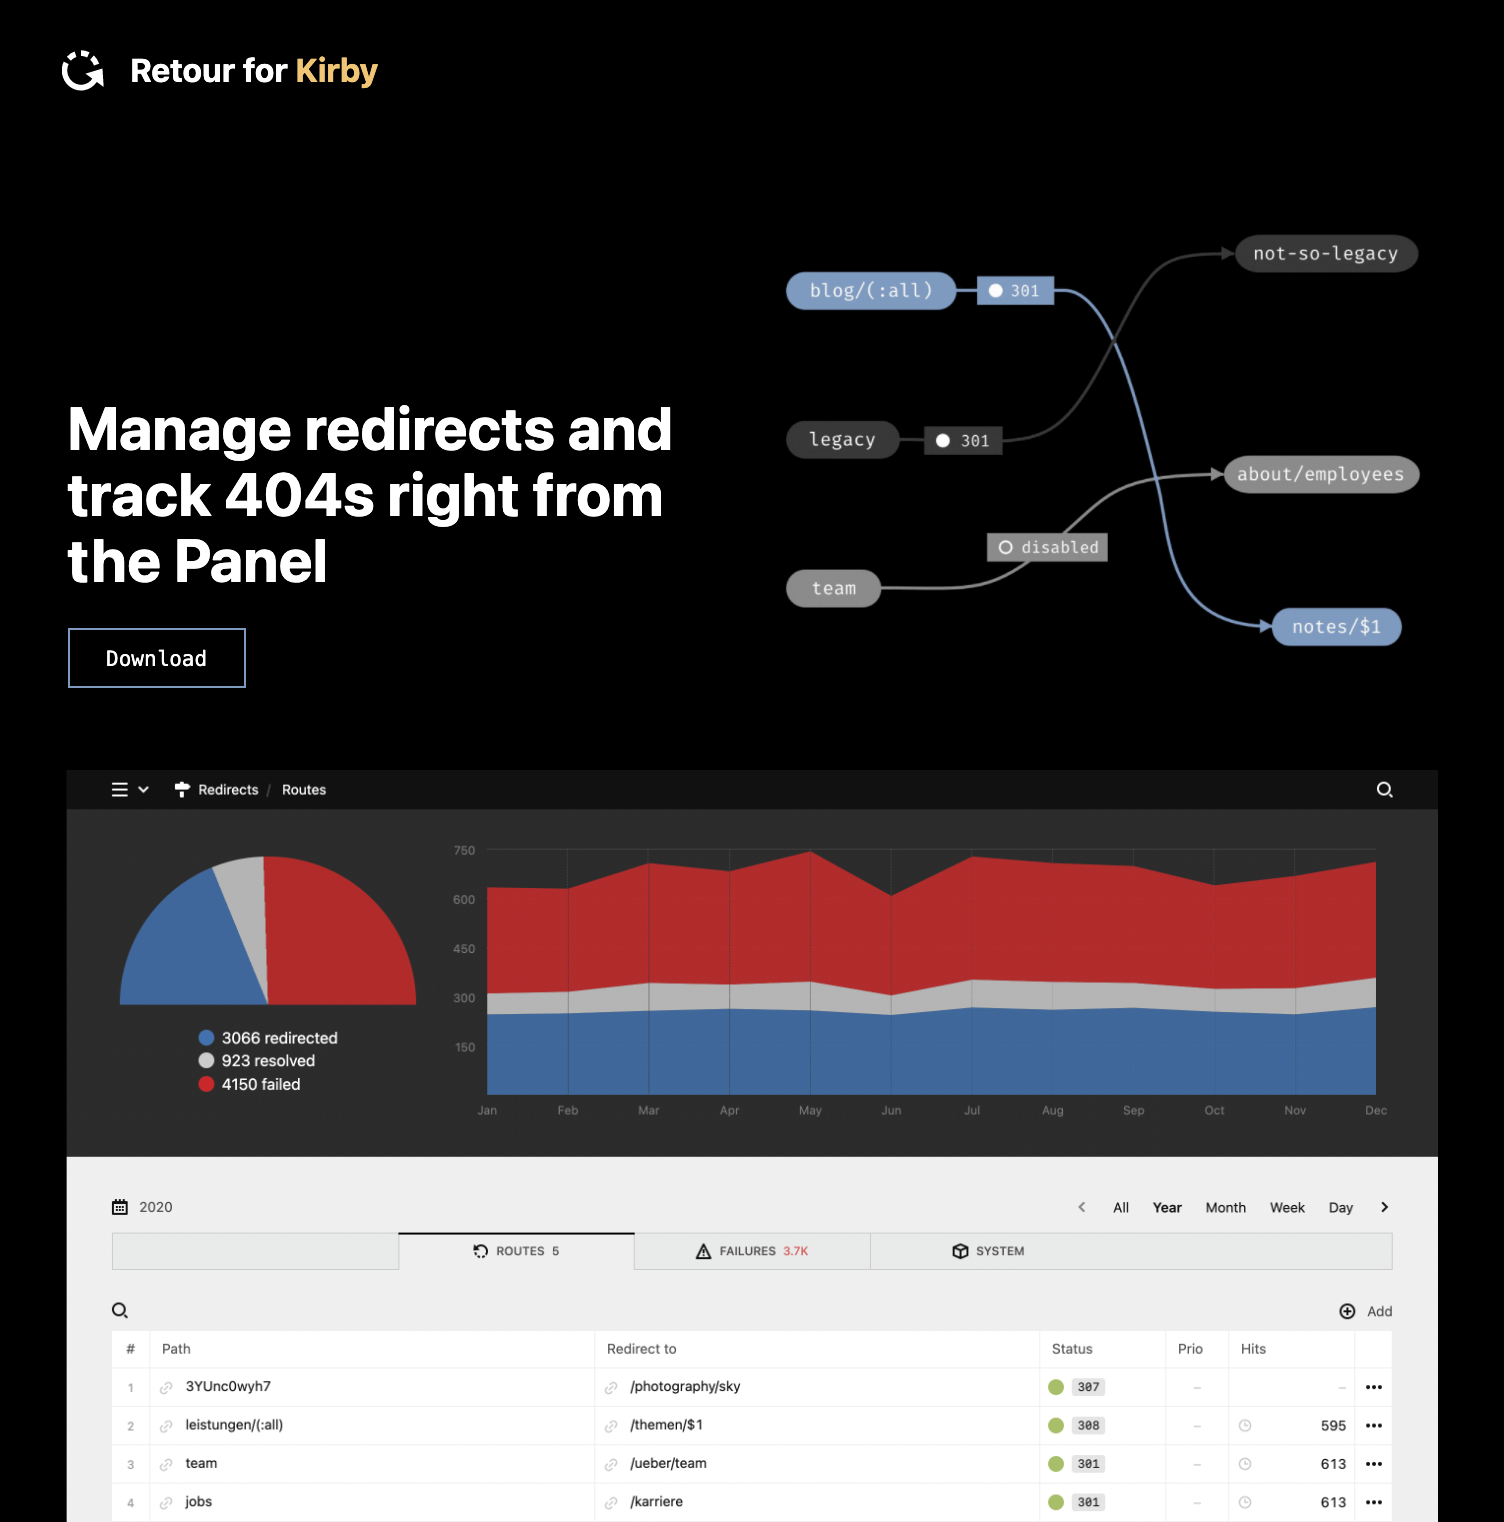 Retour for Kirby
not-so-legacy
blog/(:all)
301
legacy
301
about/employees
disabled
team
notes/$1
Manage redirects and
track 404s right from
the Panel
Download
Redirects / Routes
750
600
450
300
150
Jan Feb Mar Apr May Jun Jul Aug Sep Oct Nov Dec
3066 redirected
923 resolved
4150 failed
2020
All Year Month Week Day
ROUTES 5
FAILURES 3.7K
SYSTEM
Add
# Path Redirect to Status Prio Hits
1 3YUnc0wyh7 /photography/sky 307 – –
2 leistungen/(:all) /themen/$1 308 – 595
3 team /ueber/team 301 – 613
4 jobs /karriere 301 – 613